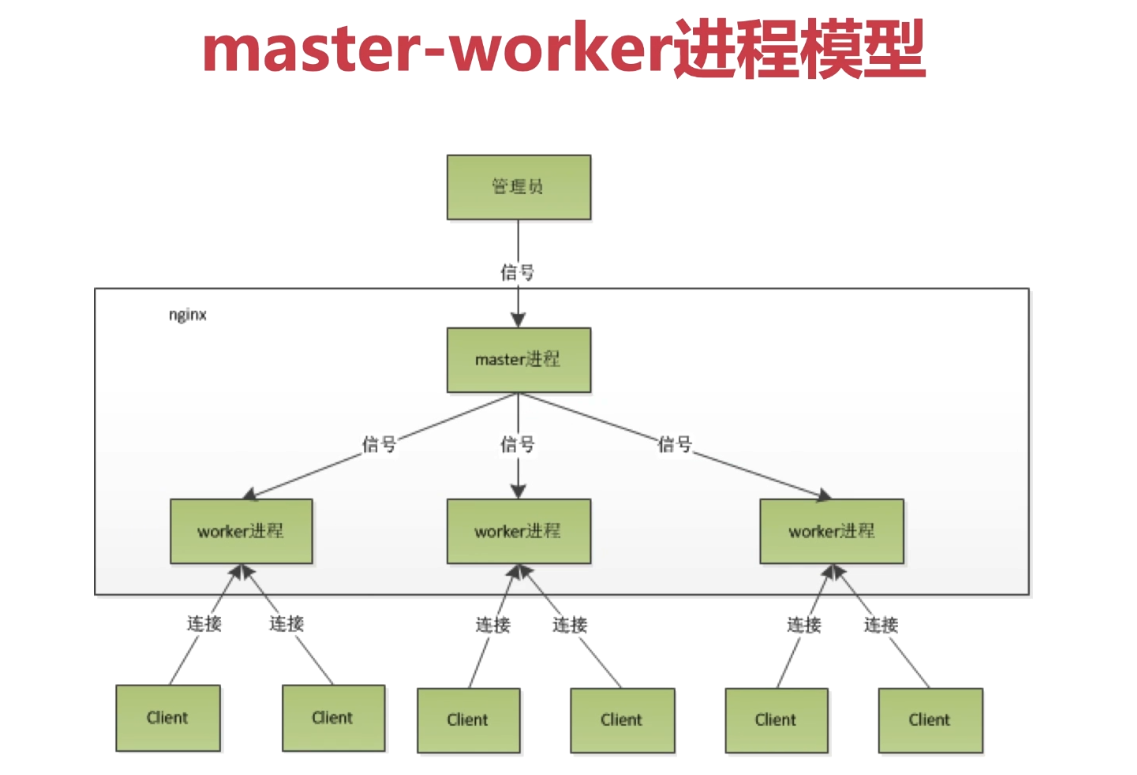 master-worker进程模型
管理员
信号
nginx
master进程
信号
信号
信号
worker进程
worker进程
worker进程
连接
连接
连接
连接
连接
连接
Client
Client
Client
Client
Client
Client